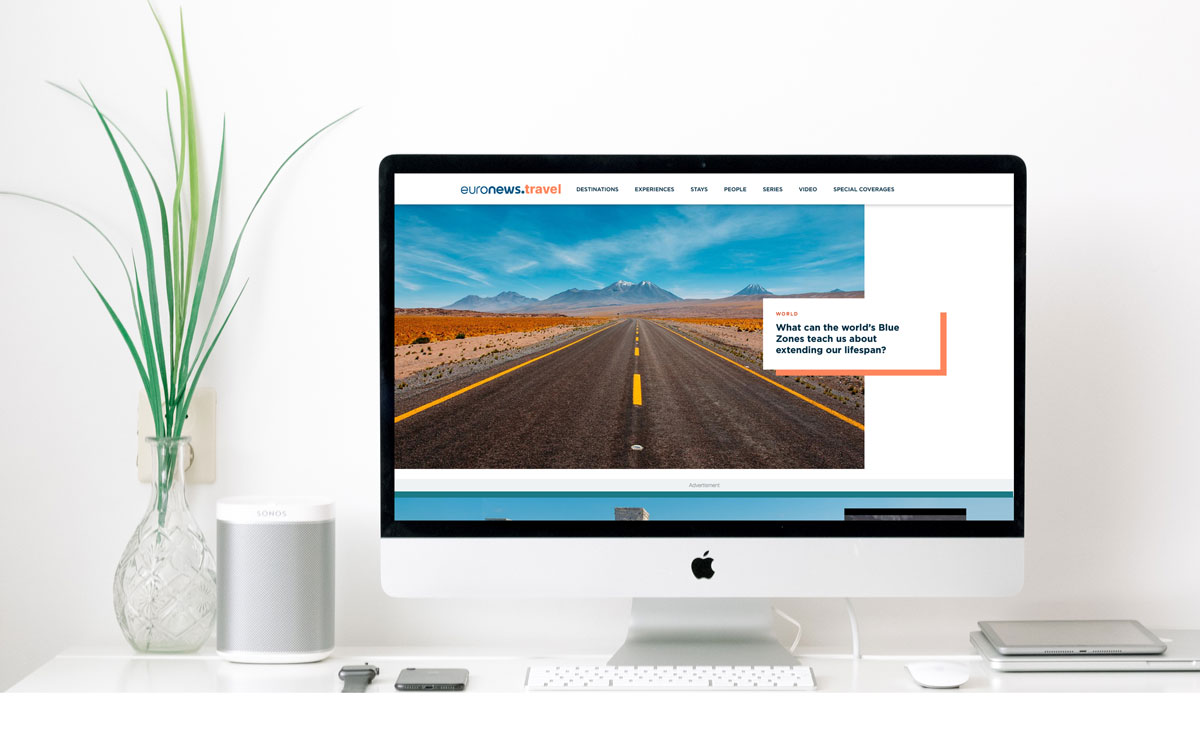 euronews.travel DESTINATIONS EXPERIENCES STAYS PEOPLE SERIES VIDEO SPECIAL COVERAGES
WORLD
What can the world's Blue
Zones teach us about
extending our lifespan?
Advertisement
SONOS